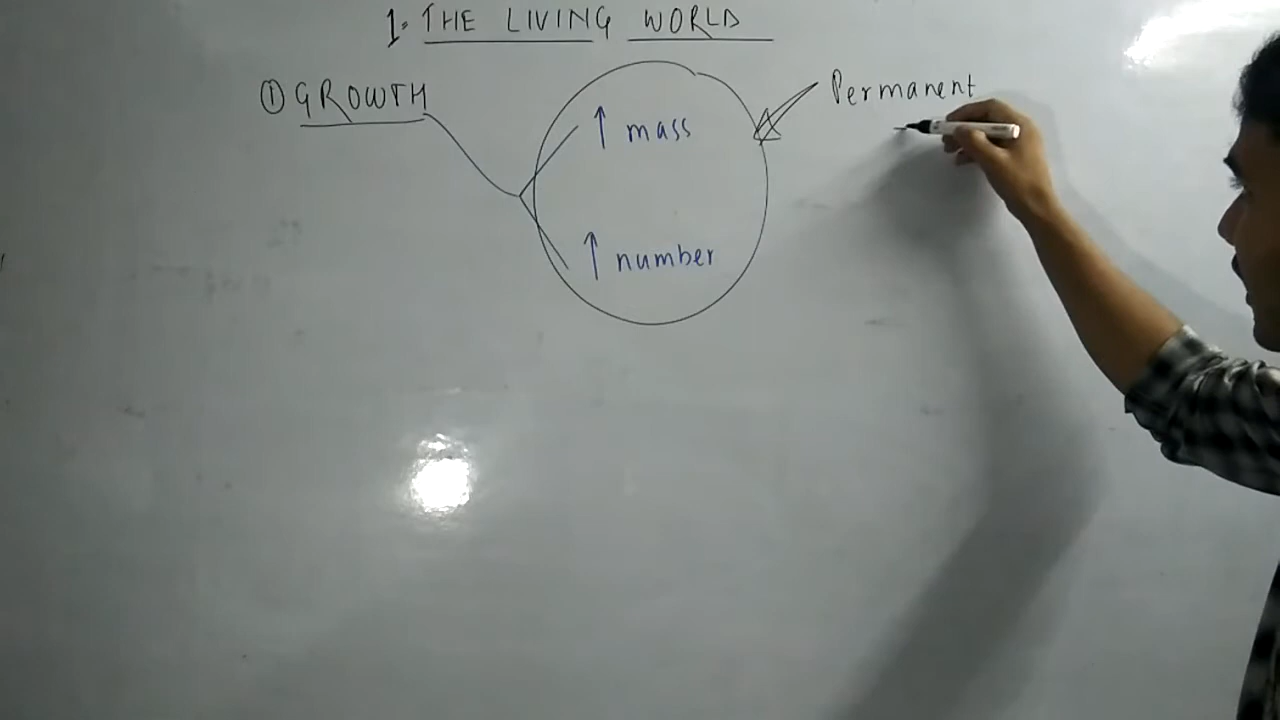 1. THE LIVING WORLD
① GROWTH
↑ mass
↑ number
Permanent